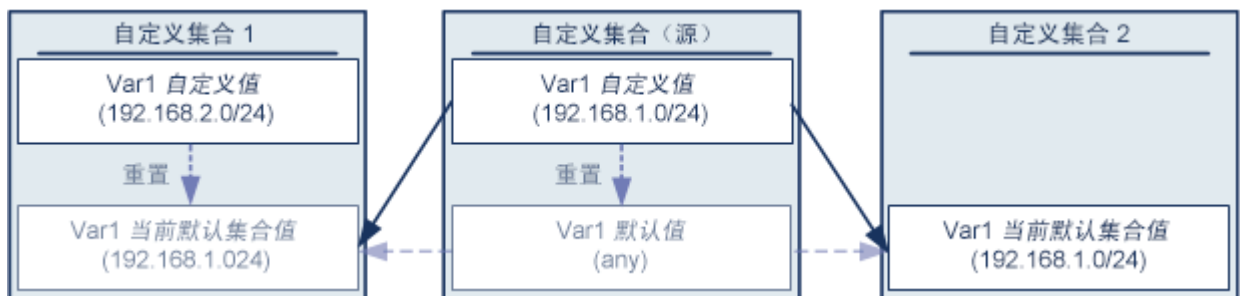 自定义集合 1
Var1 自定义值
(192.168.2.0/24)
重置
Var1 当前默认集合值
(192.168.1.024)
自定义集合（源）
Var1 自定义值
(192.168.1.0/24)
重置
Var1 默认值
(any)
自定义集合 2
Var1 当前默认集合值
(192.168.1.0/24)